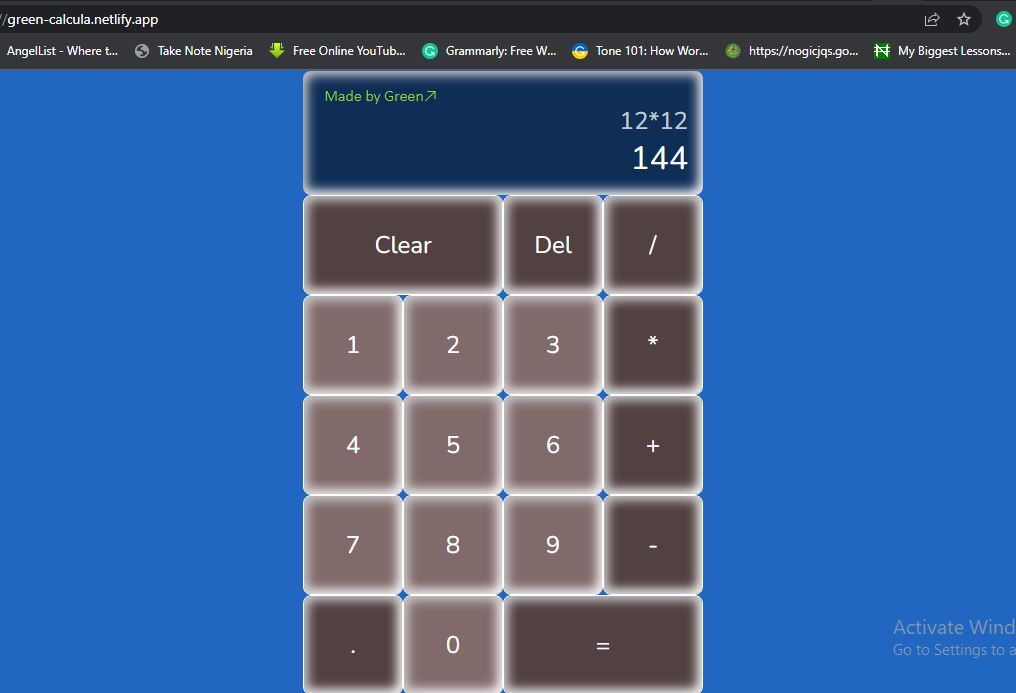 /green-calcula.netlify.app
AngelList - Where t... Take Note Nigeria Free Online YouTub... Grammarly: Free W... Tone 101: How Wor... https://nogicjqs.go... My Biggest Lessons...
Made by Green
12*12
144
Clear Del /
1 2 3 *
4 5 6 +
7 8 9 -
. 0 =
Activate Wind
Go to Settings to a